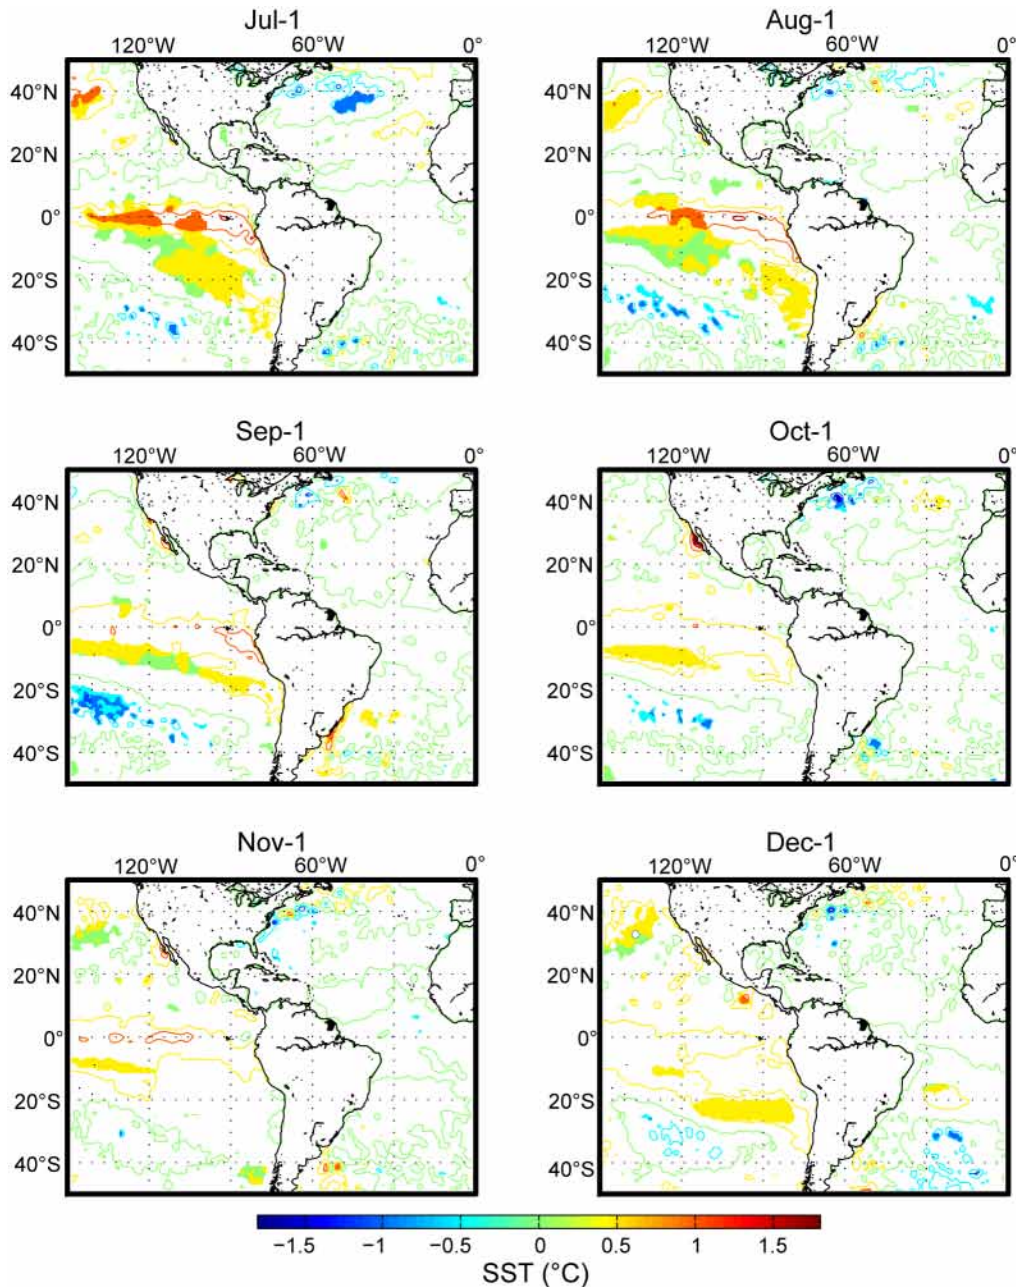 Jul-1 Aug-1
120°W 60°W 0° 120°W 60°W 0°
40°N 40°N
20°N 20°N
0° 0°
20°S 20°S
40°S 40°S
Sep-1 Oct-1
120°W 60°W 0° 120°W 60°W 0°
40°N 40°N
20°N 20°N
0° 0°
20°S 20°S
40°S 40°S
Nov-1 Dec-1
120°W 60°W 0° 120°W 60°W 0°
40°N 40°N
20°N 20°N
0° 0°
20°S 20°S
40°S 40°S
−1.5 −1 −0.5 0 0.5 1 1.5
SST (°C)